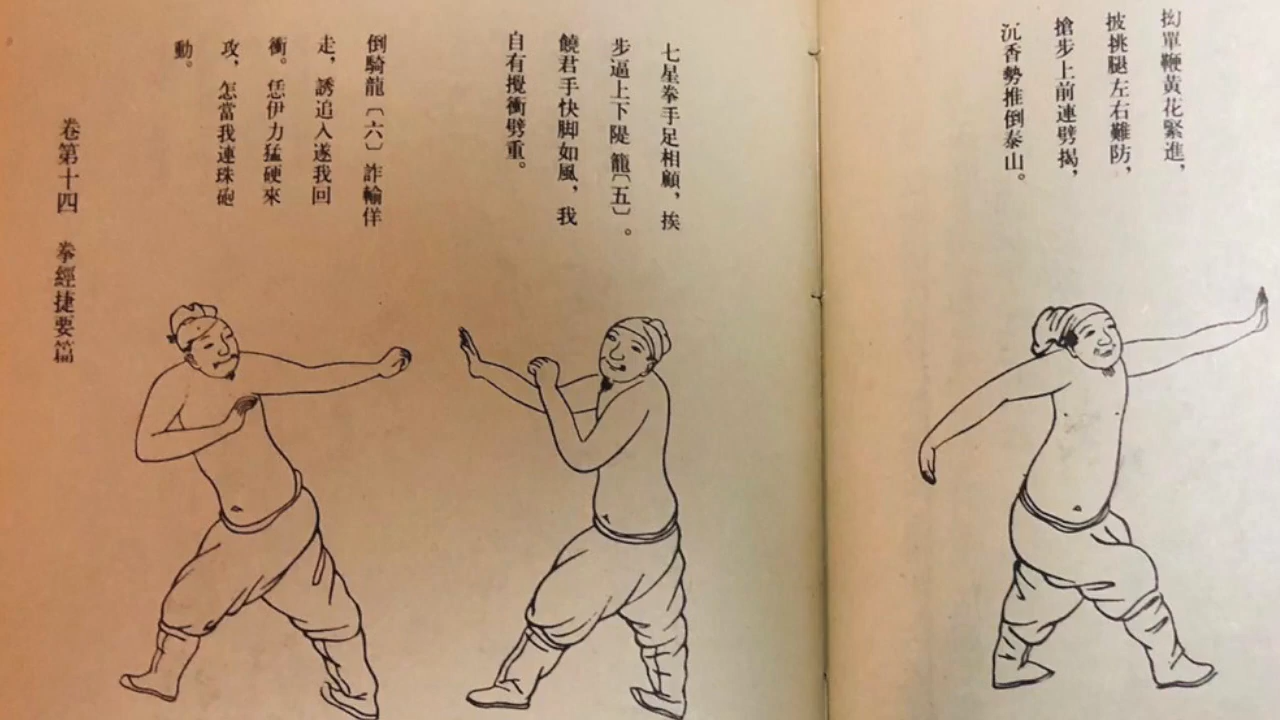 拗單鞭黃花緊進，
披挑腿左右難防，
搶步上前連劈揭，
沉香勢推倒泰山。
七星拳手足相顧，挨
步逼上下隄籠〔五〕。
饒君手快脚如風，我
自有攪衝劈重。
倒騎龍〔六〕詐輸佯
走，誘追入遂我回
衝。恁伊力猛硬來
攻，怎當我連珠砲
動。
卷第十四　拳經捷要篇